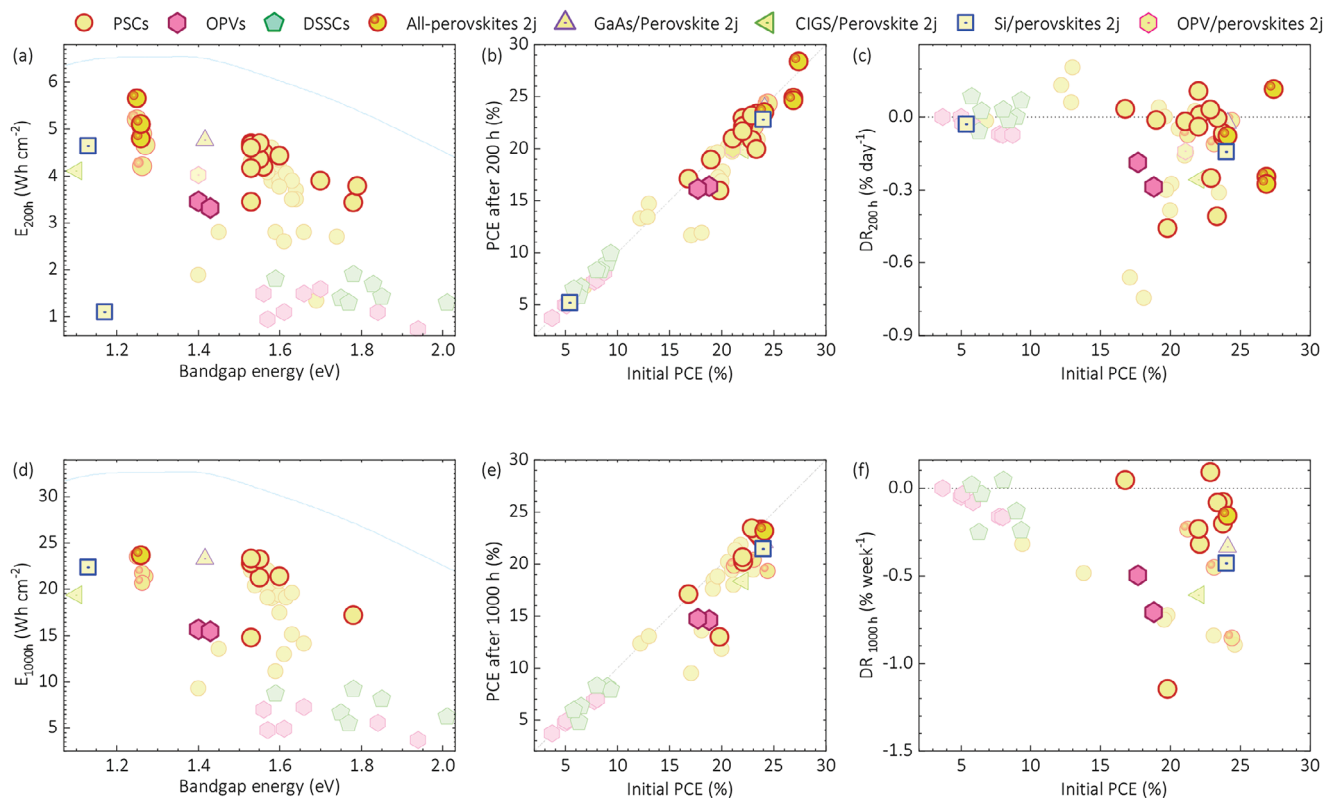 PSCs OPVs DSSCs All-perovskites 2j GaAs/Perovskite 2j CIGS/Perovskite 2j Si/perovskites 2j OPV/perovskites 2j
(a)
E200h (Wh cm-2)
6
5
4
3
2
1
1.2 1.4 1.6 1.8 2.0
Bandgap energy (eV)
(b)
PCE after 200 h (%)
30
25
20
15
10
5
5 10 15 20 25 30
Initial PCE (%)
(c)
DR200 h (% day-1)
0.0
-0.3
-0.6
-0.9
5 10 15 20 25 30
Initial PCE (%)
(d)
E1000h (Wh cm-2)
30
25
20
15
10
5
1.2 1.4 1.6 1.8 2.0
Bandgap energy (eV)
(e)
PCE after 1000 h (%)
30
25
20
15
10
5
5 10 15 20 25 30
Initial PCE (%)
(f)
DR 1000 h (% week-1)
0.0
-0.5
-1.0
-1.5
5 10 15 20 25 30
Initial PCE (%)